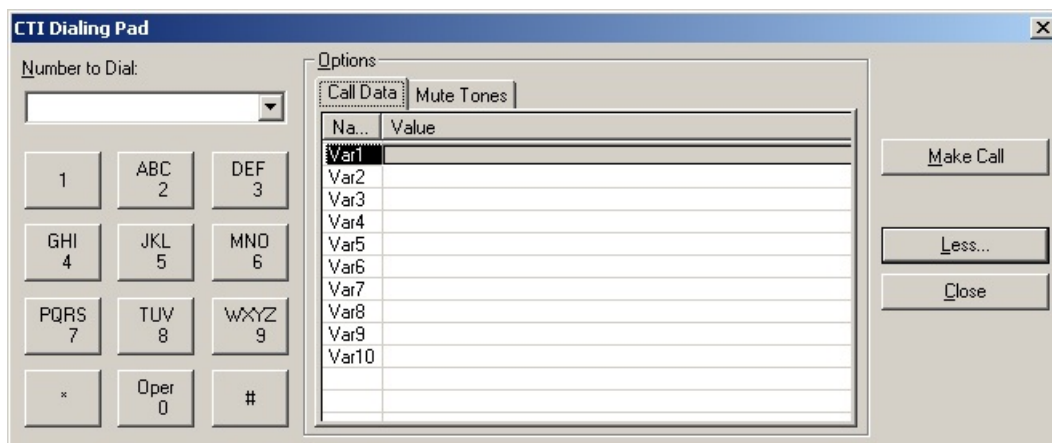 CTI Dialing Pad
Number to Dial:
1
ABC
2
DEF
3
GHI
4
JKL
5
MNO
6
PQRS
7
TUV
8
WXYZ
9
*
Oper
0
#
Options
Call Data Mute Tones
Na... Value
Var1
Var2
Var3
Var4
Var5
Var6
Var7
Var8
Var9
Var10
Make Call
Less...
Close